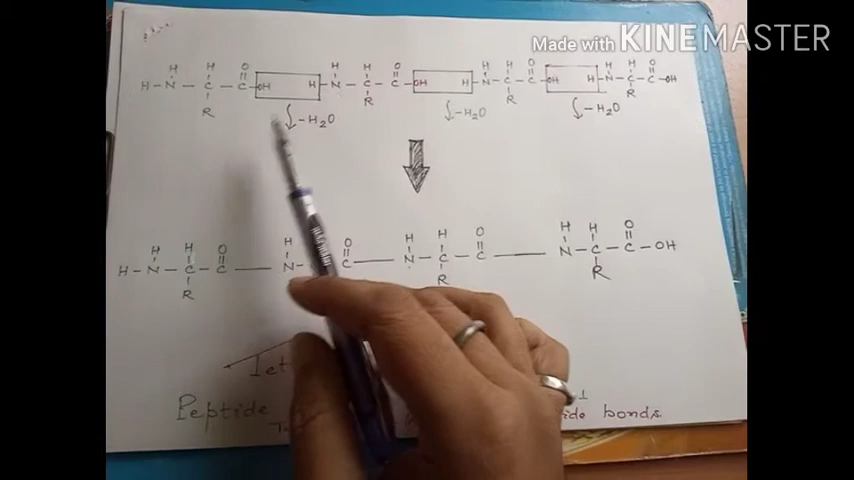 Made with KINEMASTER
H H O H H O H H O H H O
H - N - C - C - OH H - N - C - C - OH H - N - C - C - OH H - N - C - C - OH
R R R R
-H2O -H2O -H2O
H H O H O H H O H H O
H - N - C - C — N - C — N - C - C — N - C - C - OH
R R R
Peptide bonds